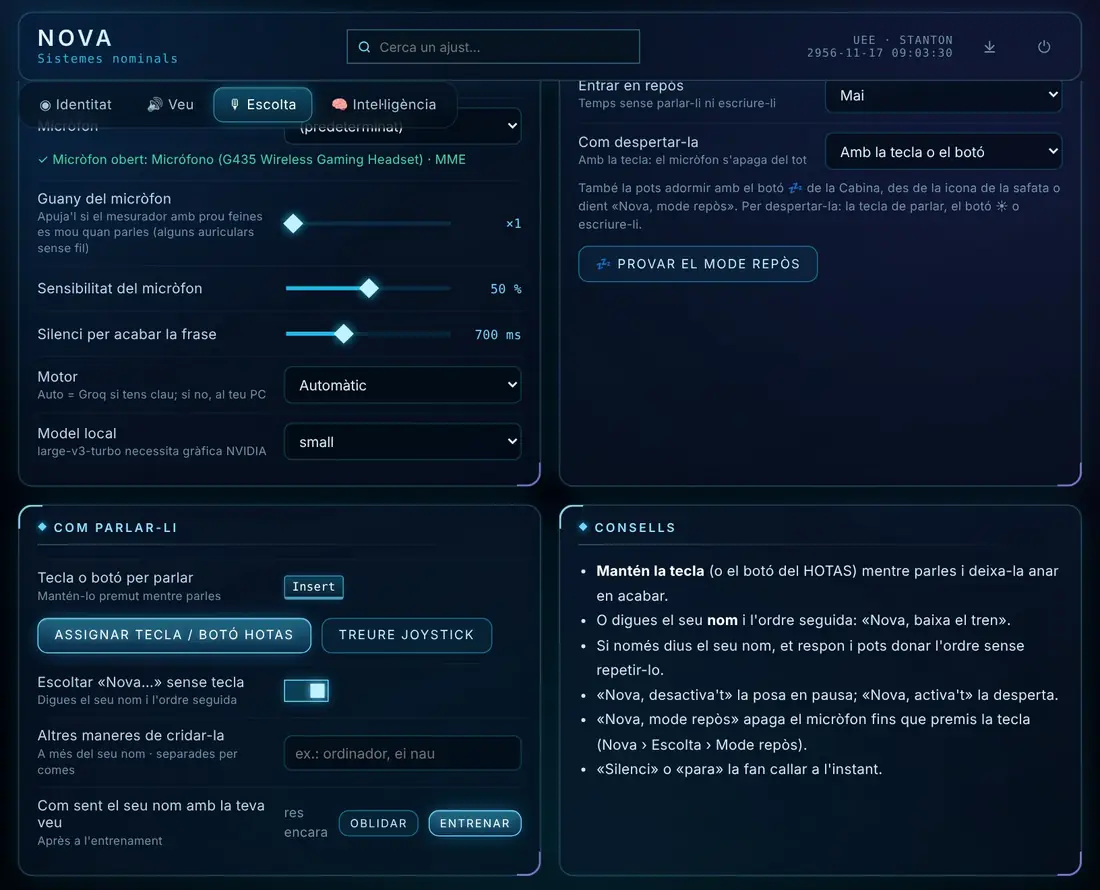 NOVA
Sistemes nominals
Cerca un ajust...
UEE · STANTON
2956-11-17 09:03:30
Identitat
Veu
Escolta
Intel·ligència
Micròfon
(predeterminat)
✓ Micròfon obert: Micrófono (G435 Wireless Gaming Headset) · MME
Guany del micròfon
Apuja'l si el mesurador amb prou feines
es mou quan parles (alguns auriculars
sense fil)
×1
Sensibilitat del micròfon
50 %
Silenci per acabar la frase
700 ms
Motor
Auto = Groq si tens clau; si no, al teu PC
Automàtic
Model local
large-v3-turbo necessita gràfica NVIDIA
small
Entrar en repòs
Temps sense parlar-li ni escriure-li
Mai
Com despertar-la
Amb la tecla: el micròfon s'apaga del tot
Amb la tecla o el botó
També la pots adormir amb el botó 💤 de la Cabina, des de la icona de la safata o
dient «Nova, mode repòs». Per despertar-la: la tecla de parlar, el botó ☀ o
escriure-li.
💤 PROVAR EL MODE REPÒS
COM PARLAR-LI
Tecla o botó per parlar
Mantén-lo premut mentre parles
Insert
ASSIGNAR TECLA / BOTÓ HOTAS
TREURE JOYSTICK
Escoltar «Nova...» sense tecla
Digues el seu nom i l'ordre seguida
Altres maneres de cridar-la
A més del seu nom · separades per
comes
ex.: ordinador, ei nau
Com sent el seu nom amb la teva
veu
Après a l'entrenament
res
encara
OBLIDAR
ENTRENAR
CONSELLS
• Mantén la tecla (o el botó del HOTAS) mentre parles i deixa-la anar
en acabar.
• O digues el seu nom i l'ordre seguida: «Nova, baixa el tren».
• Si només dius el seu nom, et respon i pots donar l'ordre sense
repetir-lo.
• «Nova, desactiva't» la posa en pausa; «Nova, activa't» la desperta.
• «Nova, mode repòs» apaga el micròfon fins que premis la tecla
(Nova › Escolta › Mode repòs).
• «Silenci» o «para» la fan callar a l'instant.